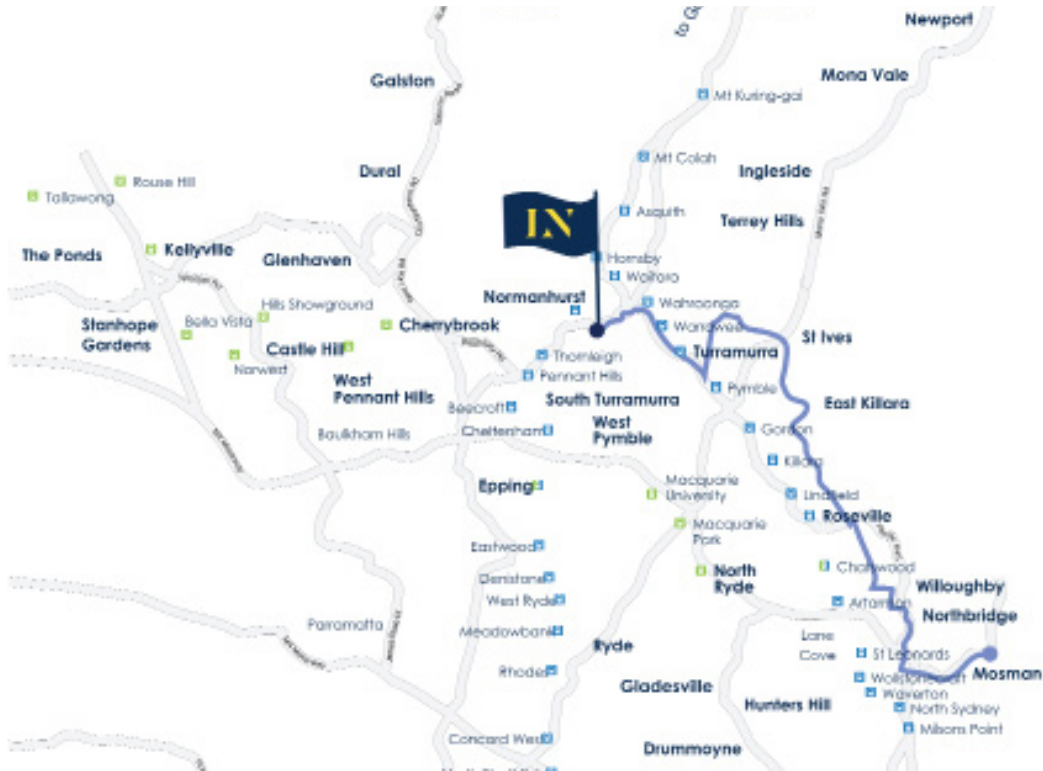 Newport
to G
Mona Vale
Galston
Mt Kuring-gai
Mt Colah
Ingleside
Dural
Rouse Hill
Tallawong
Asquith
Terrey Hills
IN
Kellyville
The Ponds
Glenhaven
Hornsby
Waitara
Normanhurst
Wahroonga
Hills Showground
Stanhope
Gardens
Bella Vista
Cherrybrook
Warrawee
St Ives
Castle Hill
Thornleigh
Turramurra
Narwest
West
Pennant Hills
Pennant Hills
Pymble
South Turramurra
East Killara
Beecroft
West
Pymble
Baulkham Hills
Cheltenham
Gordon
Killara
Epping
Macquarie
University
Lindfield
Roseville
Macquarie
Park
Eastwood
North
Ryde
Chatswood
Denistone
Willoughby
West Ryde
Artarmon
Northbridge
Parramatta
Meadowbank
Lane
Cove
Ryde
St Leonards
Rhodes
Mosman
Wollstonecraft
Gladesville
Waverton
Hunters Hill
North Sydney
Milsons Point
Concord West
Drummoyne